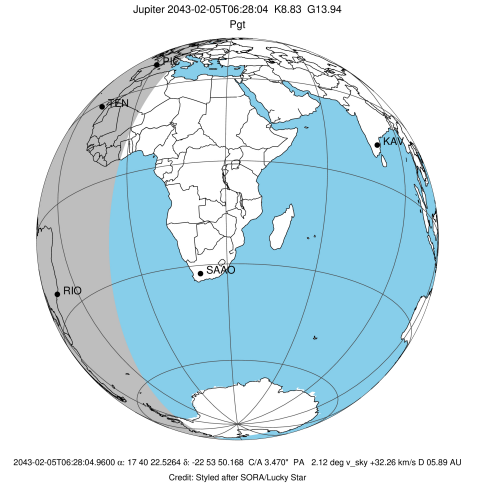 Jupiter 2043-02-05T06:28:04 K8.83 G13.94
Pgt
PIC
TEN
KAV
SAAO
RIO
2043-02-05T06:28:04.9600 α: 17 40 22.5264 δ: -22 53 50.168 C/A 3.470" PA 2.12 deg v_sky +32.26 km/s D 05.89 AU
Credit: Styled after SORA/Lucky Star